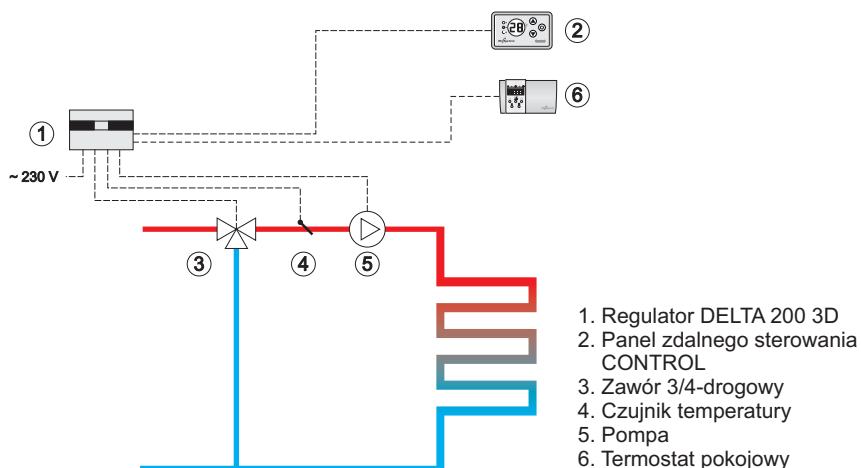 28
2
6
1
~ 230 V
3
4
5
1. Regulator DELTA 200 3D
2. Panel zdalnego sterowania
CONTROL
3. Zawór 3/4-drogowy
4. Czujnik temperatury
5. Pompa
6. Termostat pokojowy